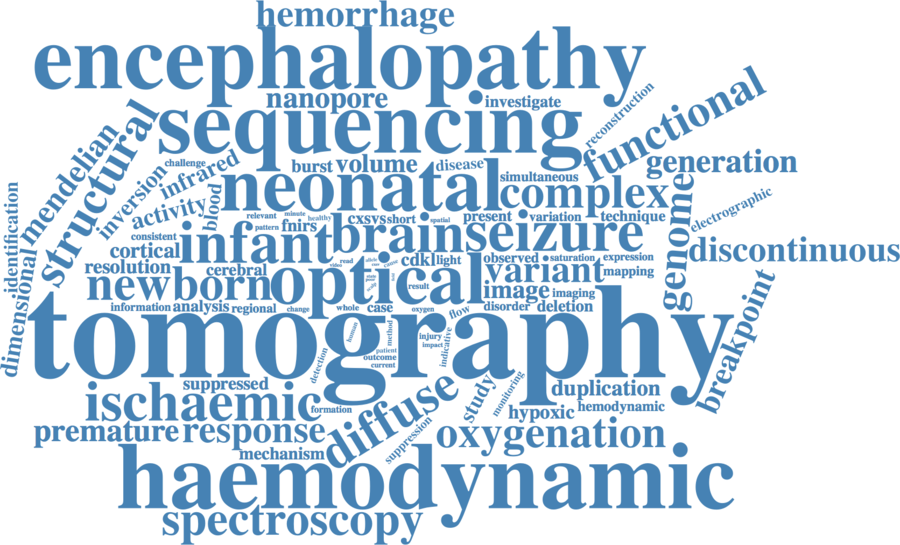 hemorrhage
encephalopathy
nanopore investigate
sequencing
reconstruction
functional
structural
mendelian
inversion
challenge
infrared
burst volume disease
simultaneous
generation
identification
activity
blood
neonatal
complex
genome
electrographic
relevant minute healthy
pattern fnirs cxsvs short spatial present variation technique
consistent
infant brain seizure
discontinuous
cortical
resolution cerebral
video read allele cdkl light observed saturation expression
newborn optical variant mapping
dimensional
result image imaging
information analysis regional change whole case oxygen flow disorder deletion
tomography
breakpoint
human method injury
impact
indicative
patient
outcome
current
detection
suppressed
ischaemic
formation
diffuse
study
monitoring
duplication
hypoxic hemodynamic
premature response
suppression
oxygenation
mechanism
haemodynamic
spectroscopy